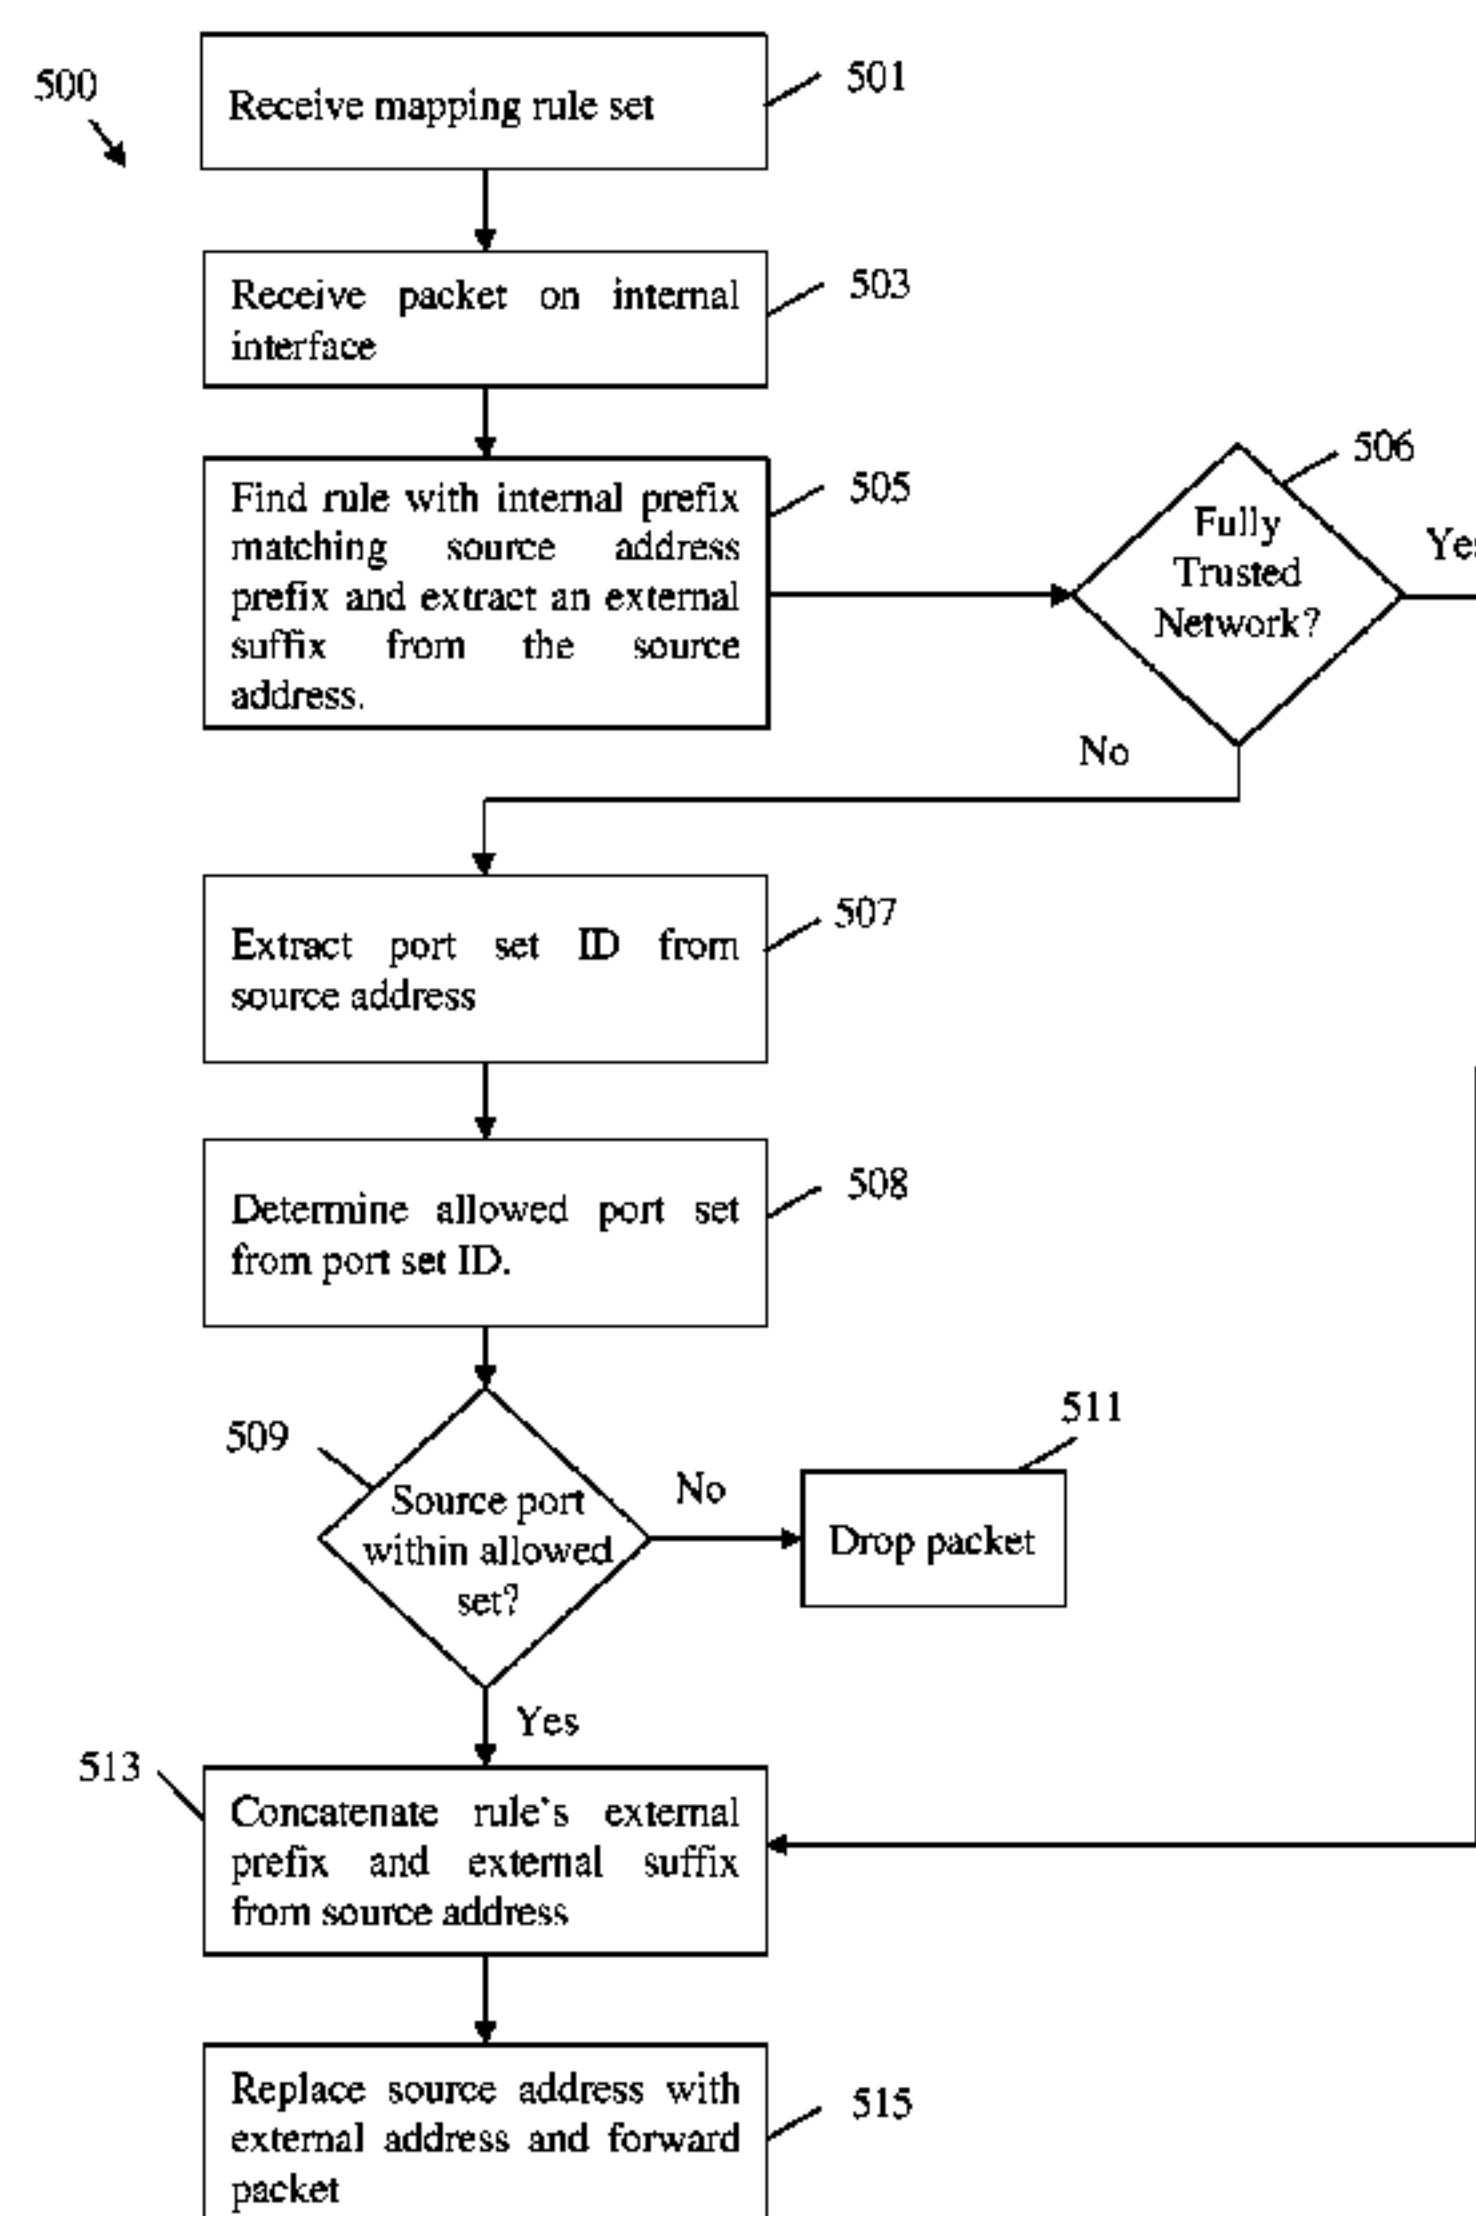 500
501
Receive mapping rule set
503
Receive packet on internal
interface
505
Find rule with internal prefix
matching source address
prefix and extract an external
suffix from the source
address.
506
Fully
Trusted
Network?
Yes
No
507
Extract port set ID from
source address
508
Determine allowed port set
from port set ID.
509
Source port
within allowed
set?
No
511
Drop packet
Yes
513
Concatenate rule's external
prefix and external suffix
from source address
515
Replace source address with
external address and forward
packet